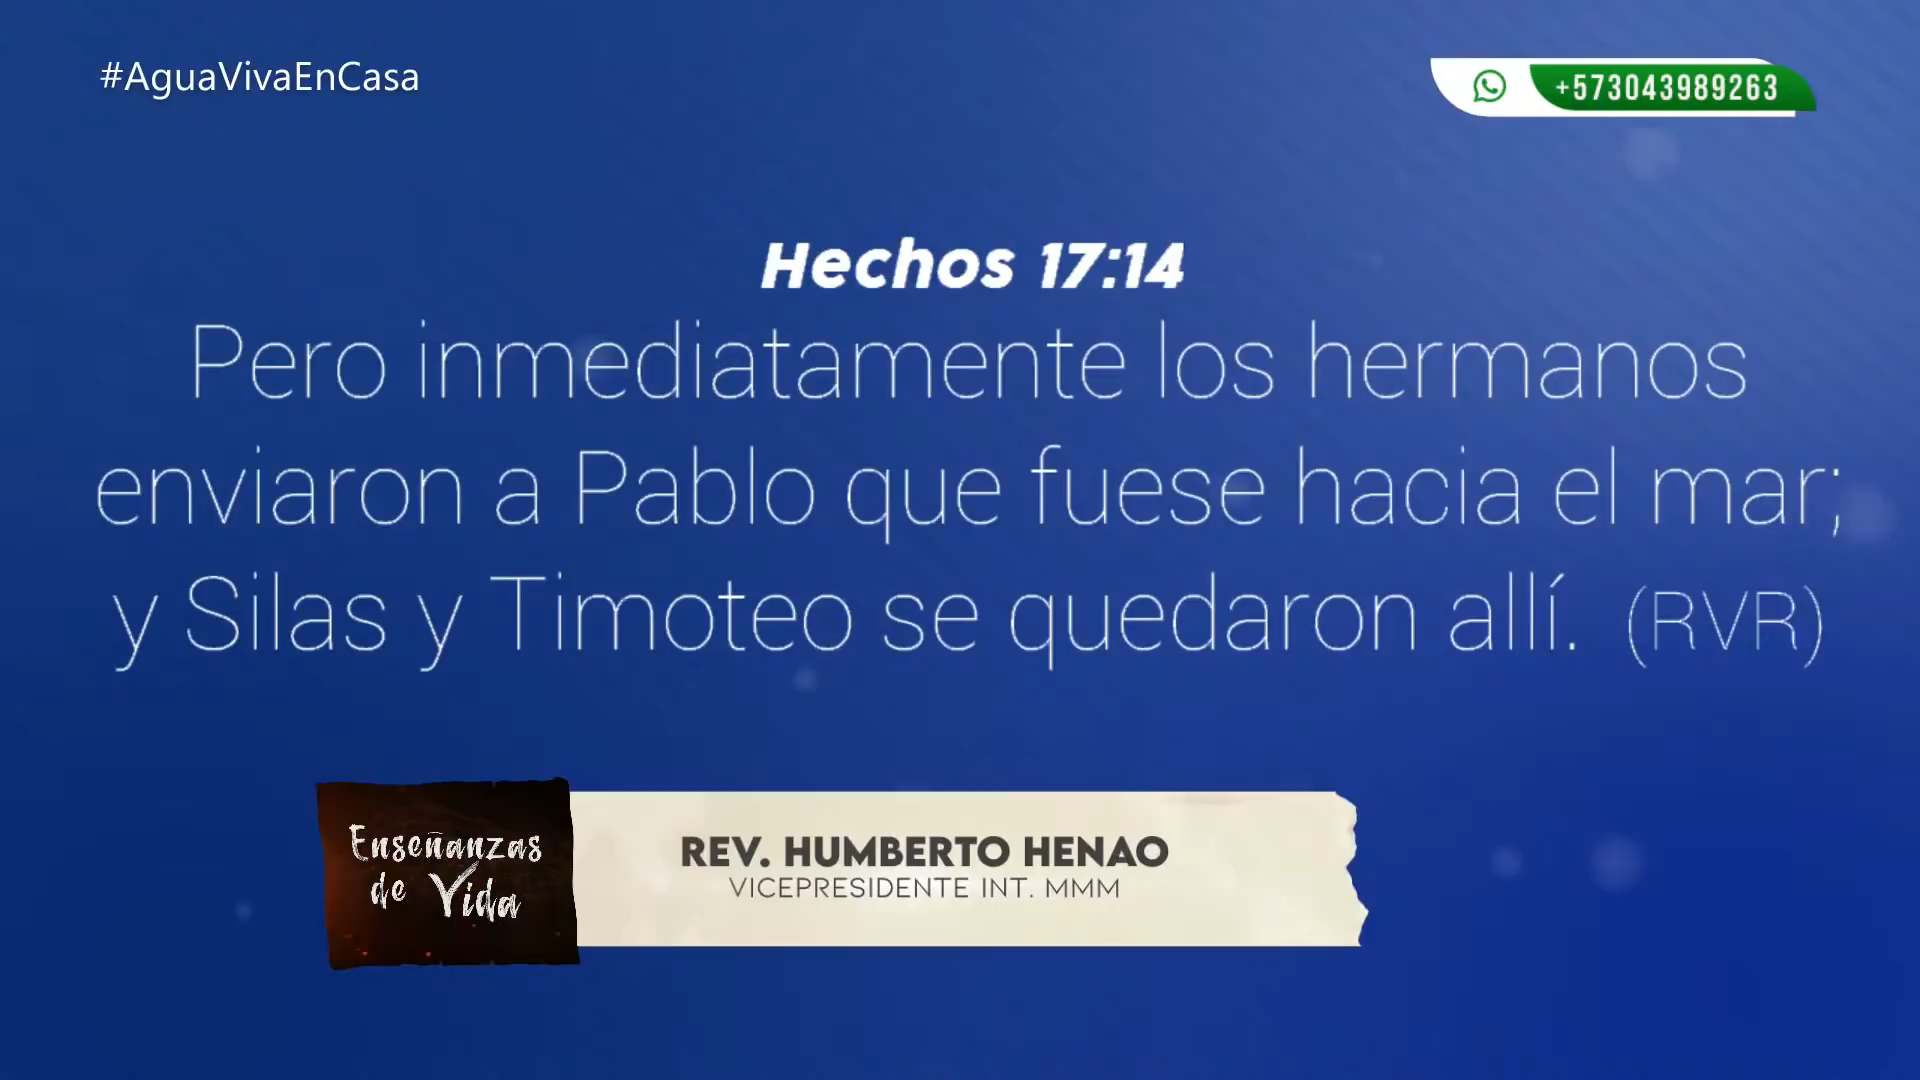 #AguaVivaEnCasa
+573043989263
Hechos 17:14
Pero inmediatamente los hermanos
enviaron a Pablo que fuese hacia el mar;
y Silas y Timoteo se quedaron allí. (RVR)
Enseñanzas
de Vida
REV. HUMBERTO HENAO
VICEPRESIDENTE INT. MMM